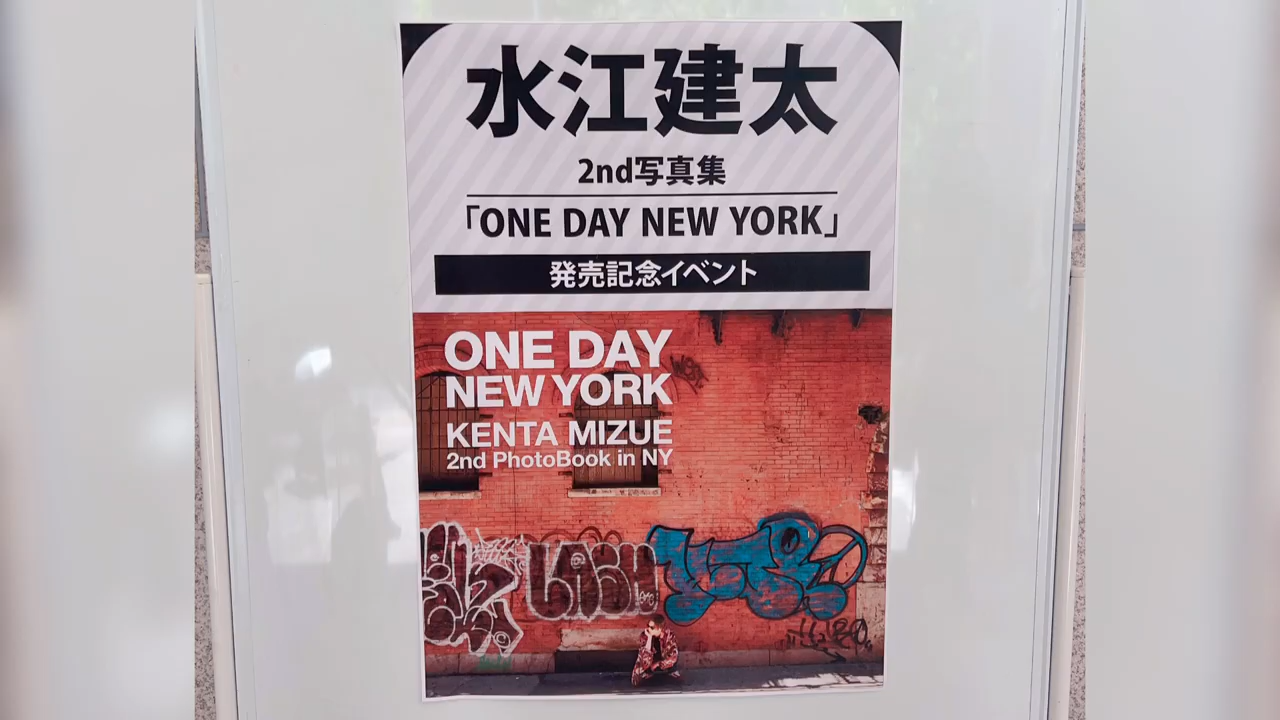 水江建太
2nd写真集
「ONE DAY NEW YORK」
発売記念イベント
ONE DAY
NEW YORK
KENTA MIZUE
2nd PhotoBook in NY
LASH